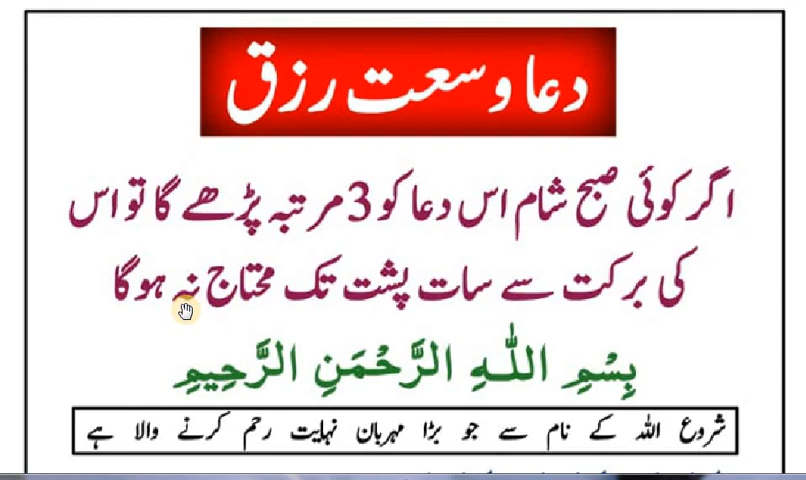 دعا وسعت رزق
اگر کوئی صبح شام اس دعا کو 3 مرتبہ پڑھے گا تو اس
کی برکت سے سات پشت تک محتاج نہ ہوگا
بِسْمِ اللّٰهِ الرَّحْمَنِ الرَّحِيمِ
شروع اللہ کے نام سے جو بڑا مہربان نہایت رحم کرنے والا ہے